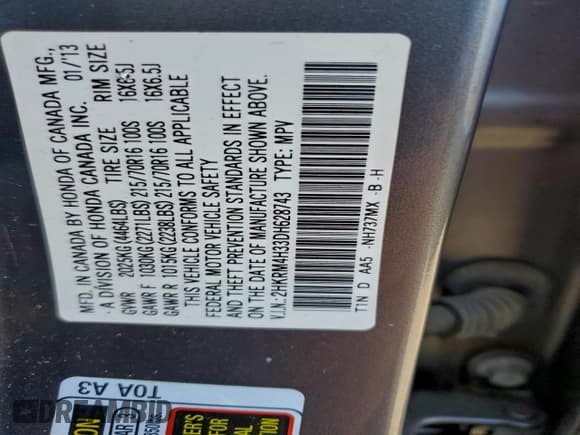 MFD. IN CANADA BY HONDA OF CANADA MFG.,
A DIVISION OF HONDA CANADA INC. 01/13
TIRE SIZE RIM SIZE
GVWR 2025KG(4464LBS)
GAWR F 1030KG(2271LBS) 215/70R16 100S 16X6.5J
GAWR R 1015KG(2238LBS) 215/70R16 100S 16X6.5J
THIS VEHICLE CONFORMS TO ALL APPLICABLE
FEDERAL MOTOR VEHICLE SAFETY
AND THEFT PREVENTION STANDARDS IN EFFECT
ON THE DATE OF MANUFACTURE SHOWN ABOVE.
V.I.N.: 2HKRM4H33DH628743 TYPE: MPV
TIN D AA5 -NH737MX -B -H
T0A A3
DREAMBID